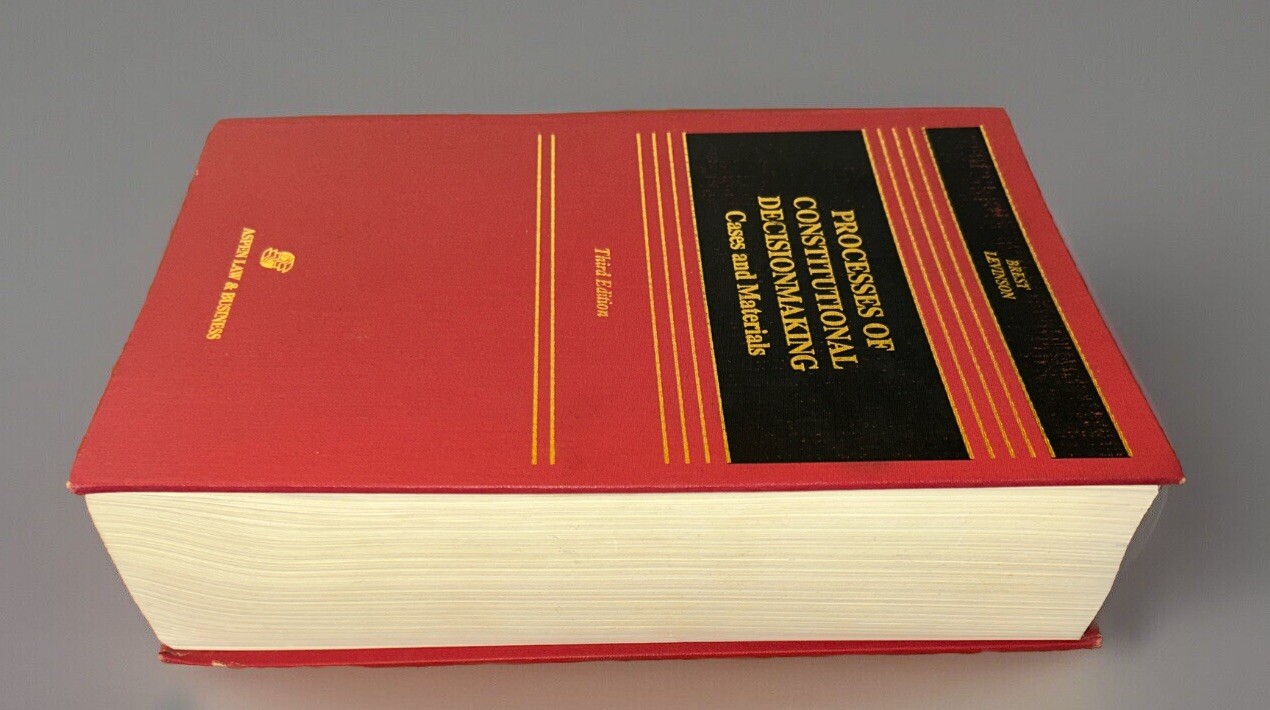 BREST
LEVINSON
PROCESSES OF
CONSTITUTIONAL
DECISIONMAKING
Cases and Materials
Third Edition
ASPEN LAW & BUSINESS